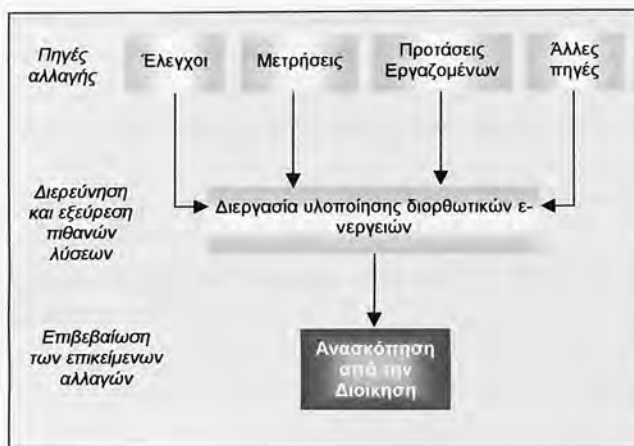 Πηγές
αλλαγής
Έλεγχοι
Μετρήσεις
Προτάσεις
Εργαζομένων
Άλλες
πηγές
Διερεύνηση
και εξεύρεση
πιθανών
λύσεων
Διεργασία υλοποίησης διορθωτικών ε-
νεργειών
Επιβεβαίωση
των επικείμενων
αλλαγών
Ανασκόπηση
από την
Διοίκηση